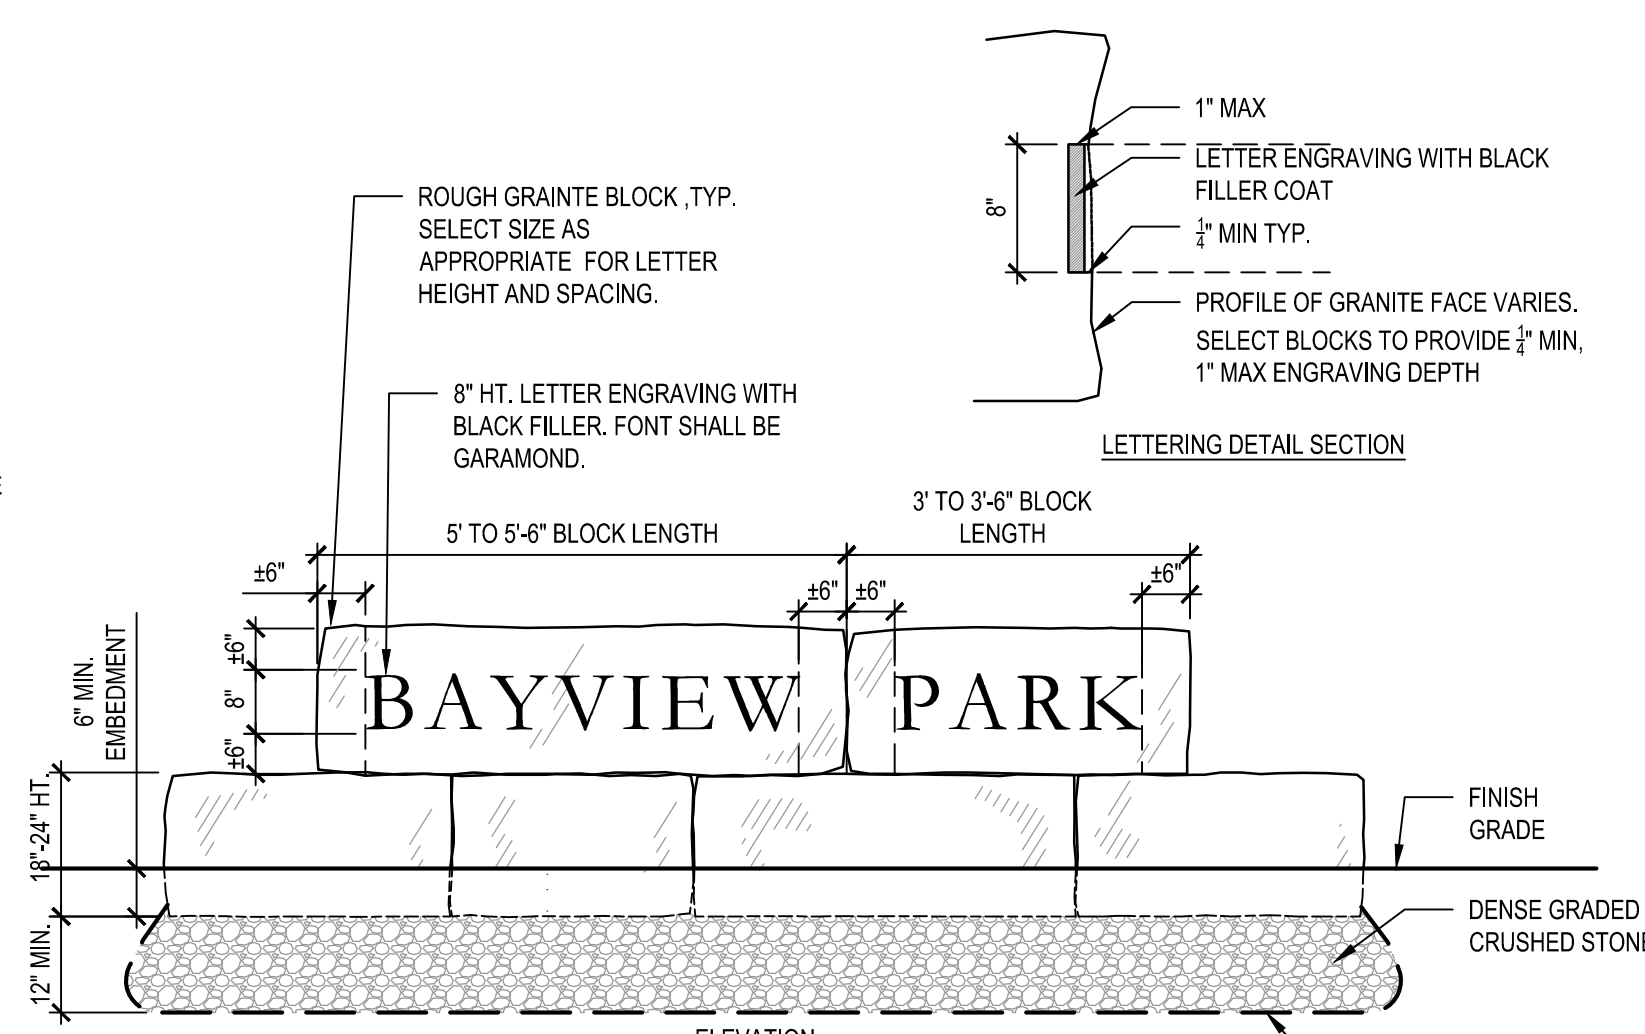 1" MAX
LETTER ENGRAVING WITH BLACK
FILLER COAT
8"
1/4" MIN TYP.
PROFILE OF GRANITE FACE VARIES.
SELECT BLOCKS TO PROVIDE 1/4" MIN,
1" MAX ENGRAVING DEPTH
LETTERING DETAIL SECTION
ROUGH GRAINTE BLOCK ,TYP.
SELECT SIZE AS
APPROPRIATE FOR LETTER
HEIGHT AND SPACING.
8" HT. LETTER ENGRAVING WITH
BLACK FILLER. FONT SHALL BE
GARAMOND.
E
5' TO 5'-6" BLOCK LENGTH
3' TO 3'-6" BLOCK
LENGTH
±6"
±6"
±6"
±6"
±6"
8"
±6"
6" MIN.
EMBEDMENT
BAYVIEW PARK
18"-24" HT.
12" MIN.
FINISH
GRADE
DENSE GRADED
CRUSHED STONE
ELEVATION